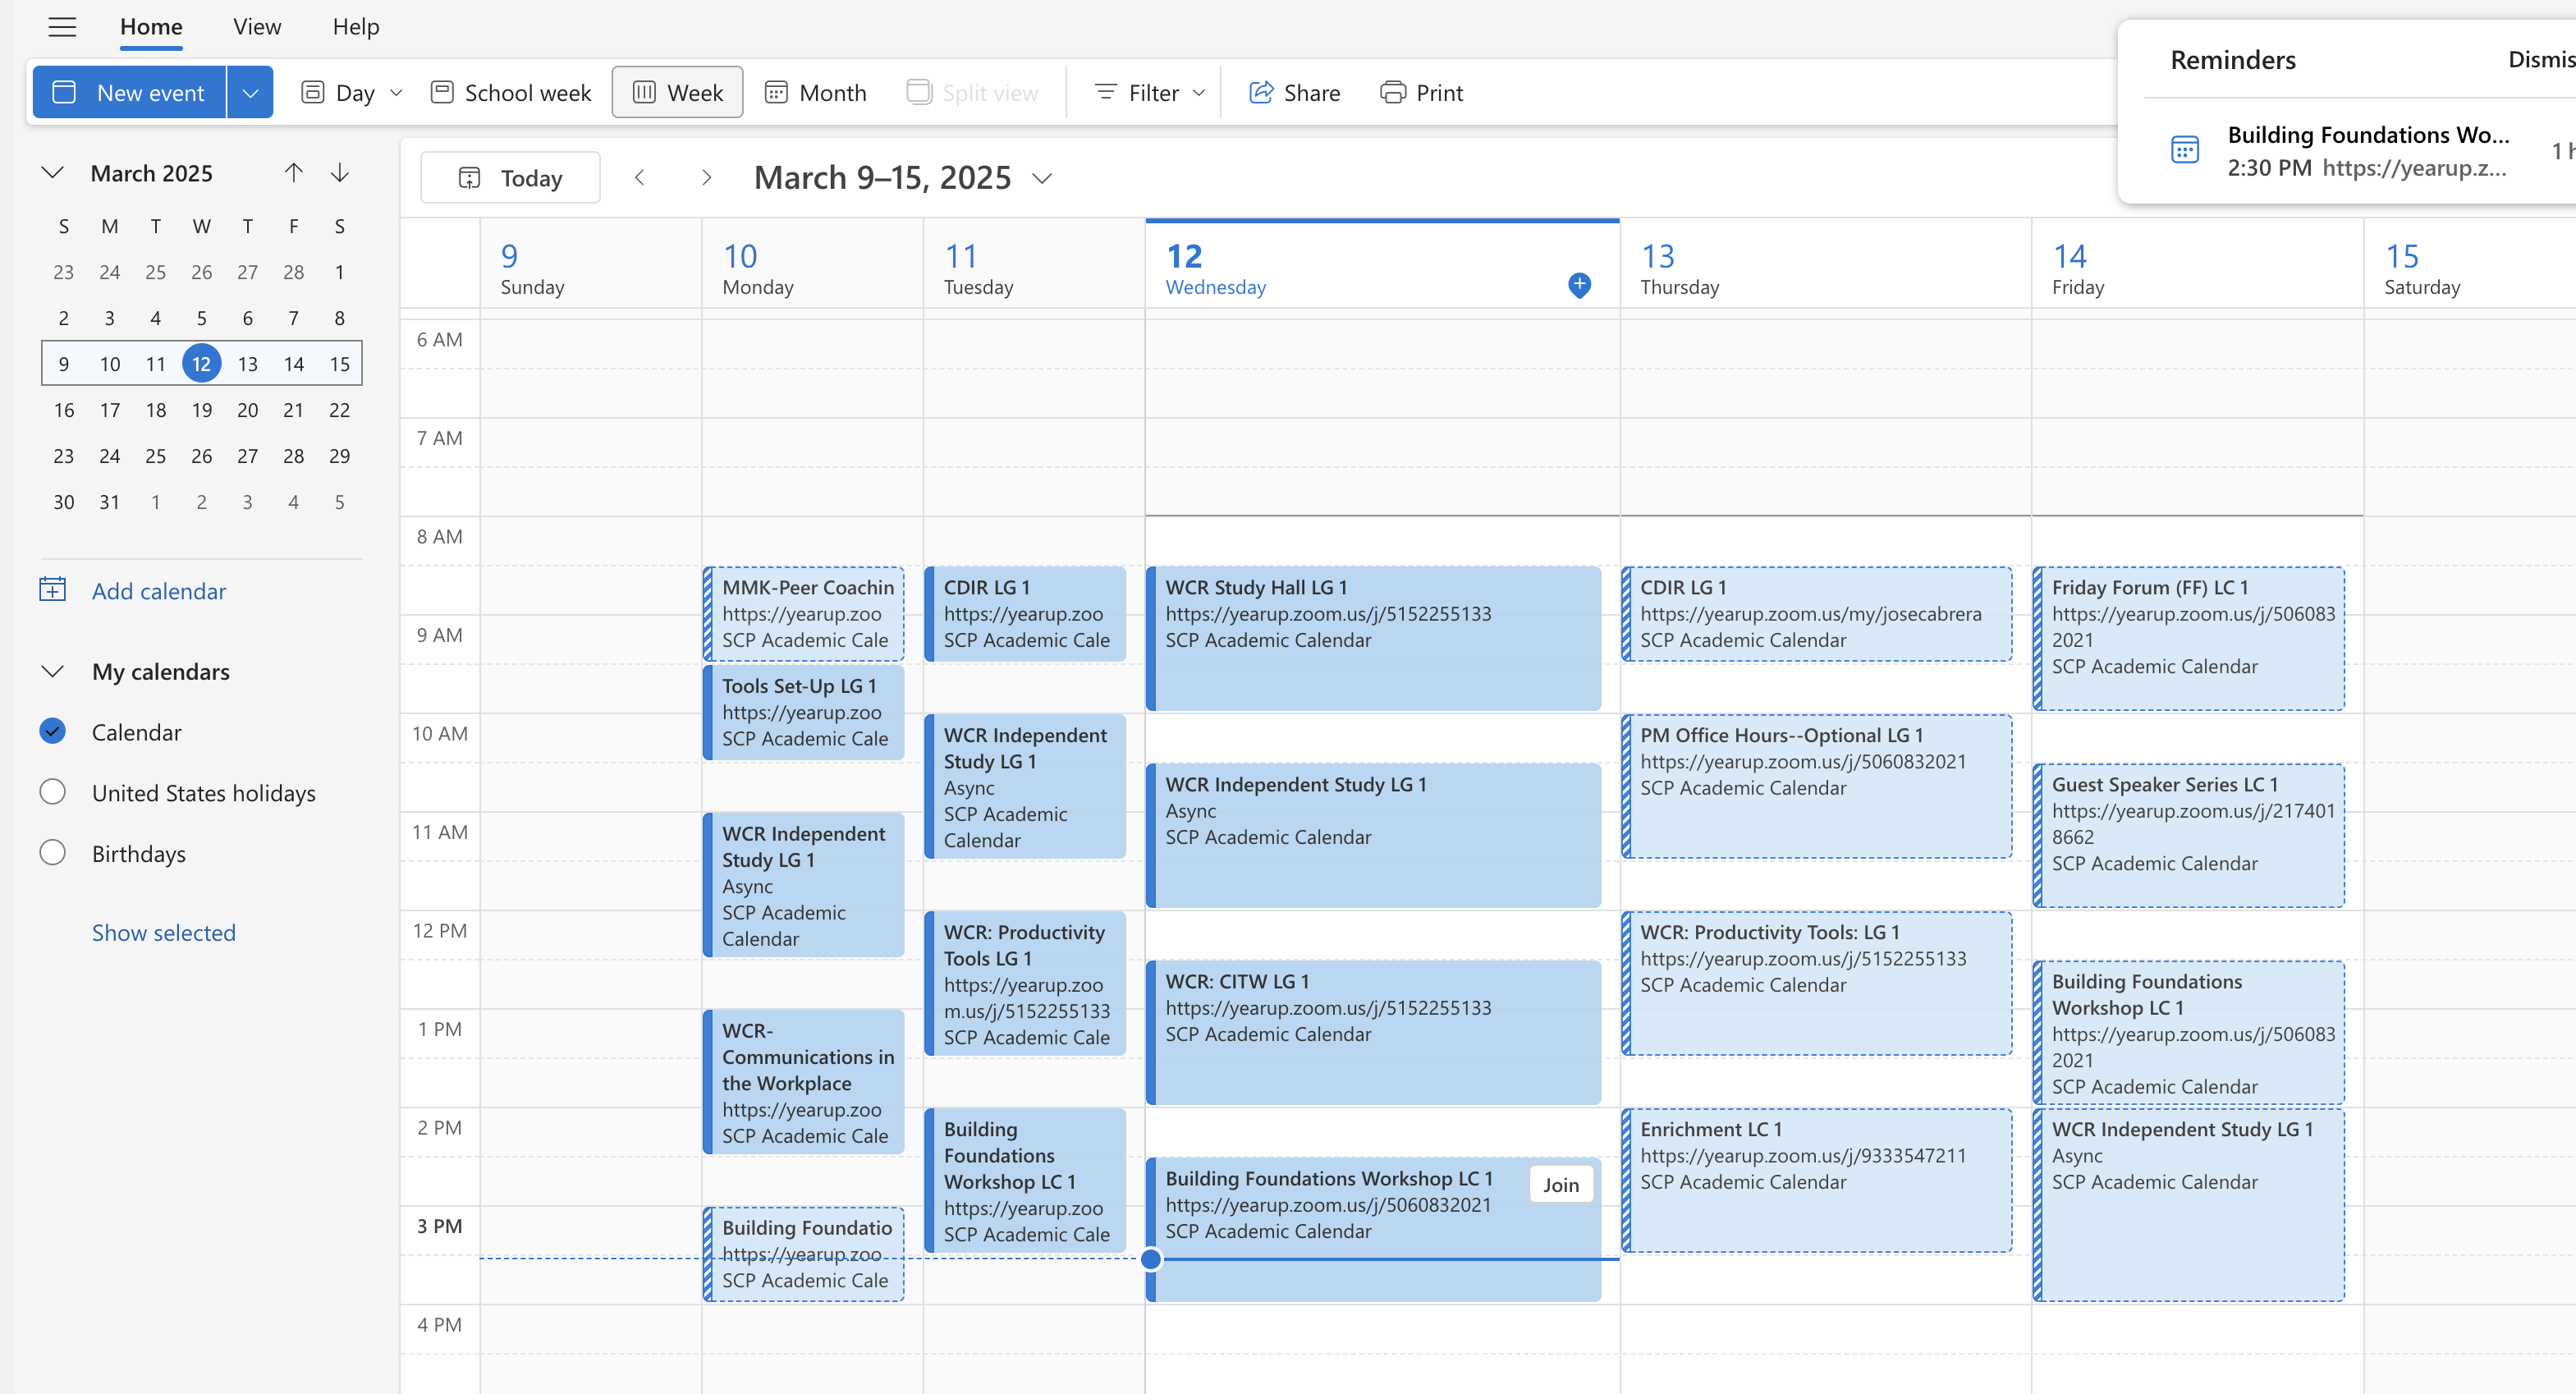 Home View Help
New event Day School week Week Month Split view Filter Share Print
Reminders Dismis
Building Foundations Wo... 1 h
2:30 PM https://yearup.z...
March 2025
S M T W T F S
23 24 25 26 27 28 1
2 3 4 5 6 7 8
9 10 11 12 13 14 15
16 17 18 19 20 21 22
23 24 25 26 27 28 29
30 31 1 2 3 4 5
Add calendar
My calendars
Calendar
United States holidays
Birthdays
Show selected
Today March 9–15, 2025
9
Sunday
10
Monday
11
Tuesday
12
Wednesday
13
Thursday
14
Friday
15
Saturday
6 AM
7 AM
8 AM
9 AM
10 AM
11 AM
12 PM
1 PM
2 PM
3 PM
4 PM
MMK-Peer Coachin
https://yearup.zoo
SCP Academic Cale
Tools Set-Up LG 1
https://yearup.zoo
SCP Academic Cale
WCR Independent
Study LG 1
Async
SCP Academic
Calendar
WCR-
Communications in
the Workplace
https://yearup.zoo
SCP Academic Cale
Building Foundatio
https://yearup.zoo
SCP Academic Cale
CDIR LG 1
https://yearup.zoo
SCP Academic Cale
WCR Independent
Study LG 1
Async
SCP Academic
Calendar
WCR: Productivity
Tools LG 1
https://yearup.zoo
m.us/j/5152255133
SCP Academic Cale
Building
Foundations
Workshop LC 1
https://yearup.zoo
SCP Academic Cale
WCR Study Hall LG 1
https://yearup.zoom.us/j/5152255133
SCP Academic Calendar
WCR Independent Study LG 1
Async
SCP Academic Calendar
WCR: CITW LG 1
https://yearup.zoom.us/j/5152255133
SCP Academic Calendar
Building Foundations Workshop LC 1 Join
https://yearup.zoom.us/j/5060832021
SCP Academic Calendar
CDIR LG 1
https://yearup.zoom.us/my/josecabrera
SCP Academic Calendar
PM Office Hours--Optional LG 1
https://yearup.zoom.us/j/5060832021
SCP Academic Calendar
WCR: Productivity Tools: LG 1
https://yearup.zoom.us/j/5152255133
SCP Academic Calendar
Enrichment LC 1
https://yearup.zoom.us/j/9333547211
SCP Academic Calendar
Friday Forum (FF) LC 1
https://yearup.zoom.us/j/506083
2021
SCP Academic Calendar
Guest Speaker Series LC 1
https://yearup.zoom.us/j/217401
8662
SCP Academic Calendar
Building Foundations
Workshop LC 1
https://yearup.zoom.us/j/506083
2021
SCP Academic Calendar
WCR Independent Study LG 1
Async
SCP Academic Calendar